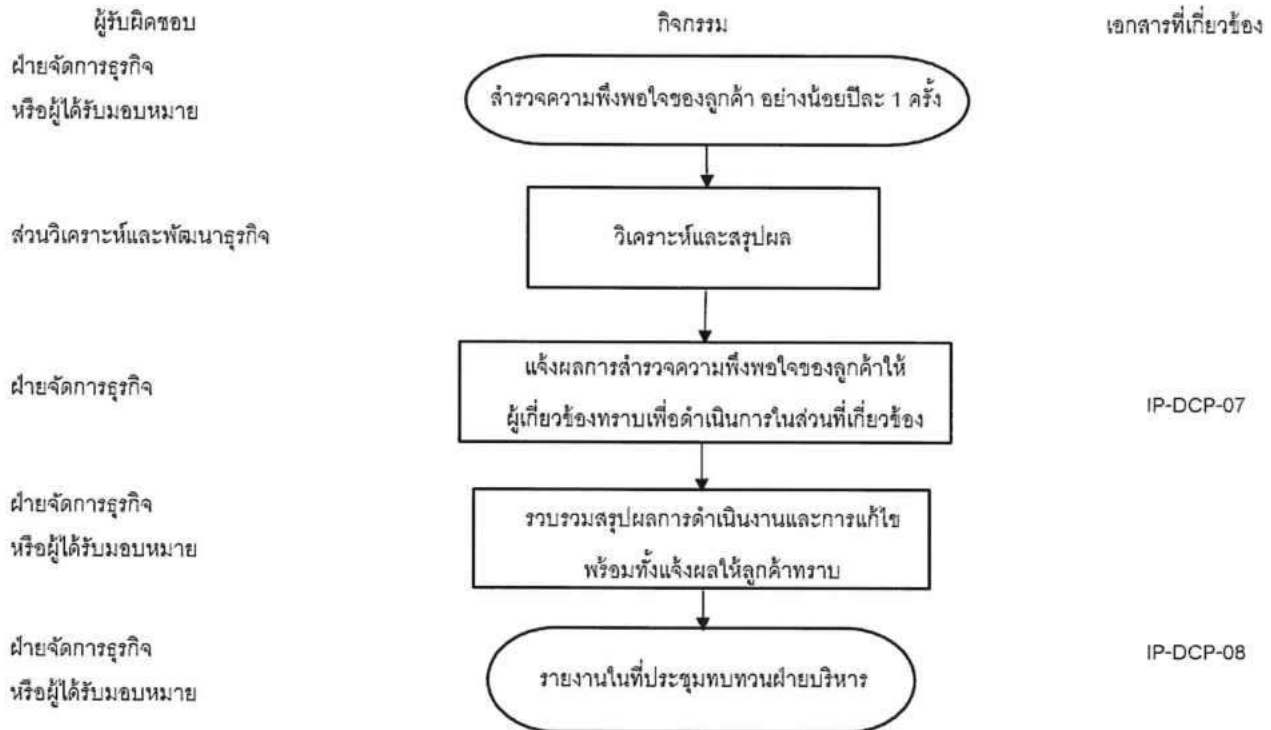 ผู้รับผิดชอบ กิจกรรม เอกสารที่เกี่ยวข้อง
ฝ่ายจัดการธุรกิจ
หรือผู้ได้รับมอบหมาย
สำรวจความพึงพอใจของลูกค้า อย่างน้อยปีละ 1 ครั้ง
ส่วนวิเคราะห์และพัฒนาธุรกิจ
วิเคราะห์และสรุปผล
ฝ่ายจัดการธุรกิจ
แจ้งผลการสำรวจความพึงพอใจของลูกค้าให้
ผู้เกี่ยวข้องทราบเพื่อดำเนินการในส่วนที่เกี่ยวข้อง
IP-DCP-07
ฝ่ายจัดการธุรกิจ
หรือผู้ได้รับมอบหมาย
รวบรวมสรุปผลการดำเนินงานและการแก้ไข
พร้อมทั้งแจ้งผลให้ลูกค้าทราบ
ฝ่ายจัดการธุรกิจ
หรือผู้ได้รับมอบหมาย
รายงานในที่ประชุมทบทวนฝ่ายบริหาร
IP-DCP-08